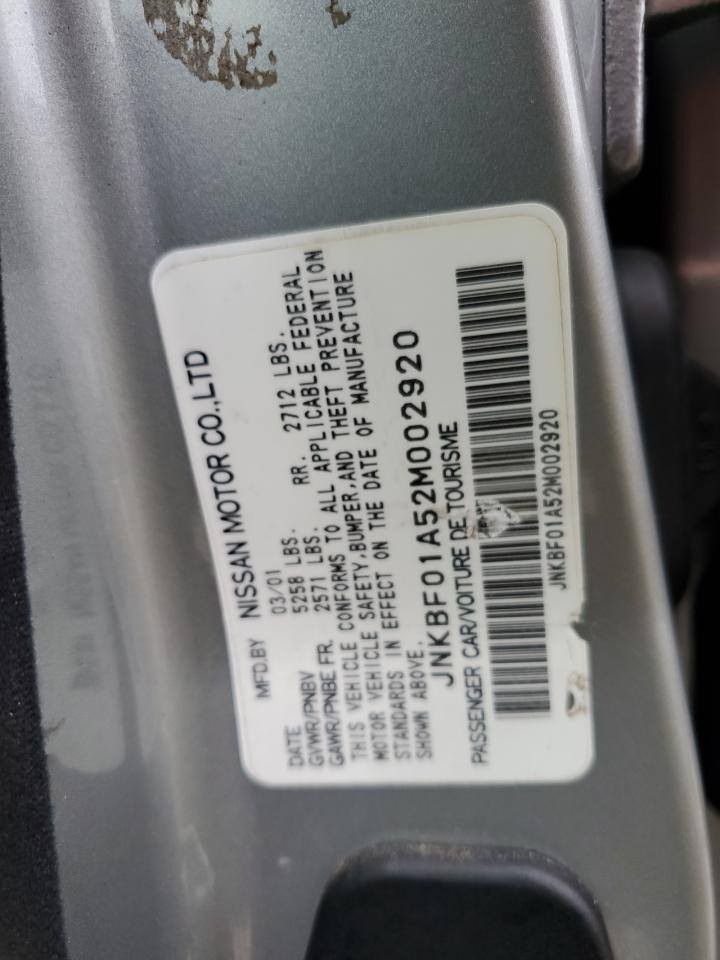 MFD.BY NISSAN MOTOR CO.,LTD
DATE 03/01
GVWR/PNBV 5258 LBS. RR. 2712 LBS.
GAWR/PNBE FR. 2571 LBS.
THIS VEHICLE CONFORMS TO ALL APPLICABLE FEDERAL
MOTOR VEHICLE SAFETY,BUMPER,AND THEFT PREVENTION
STANDARDS IN EFFECT ON THE DATE OF MANUFACTURE
SHOWN ABOVE.
JNKBF01A52M002920
PASSENGER CAR/VOITURE DE TOURISME
JNKBF01A52M002920